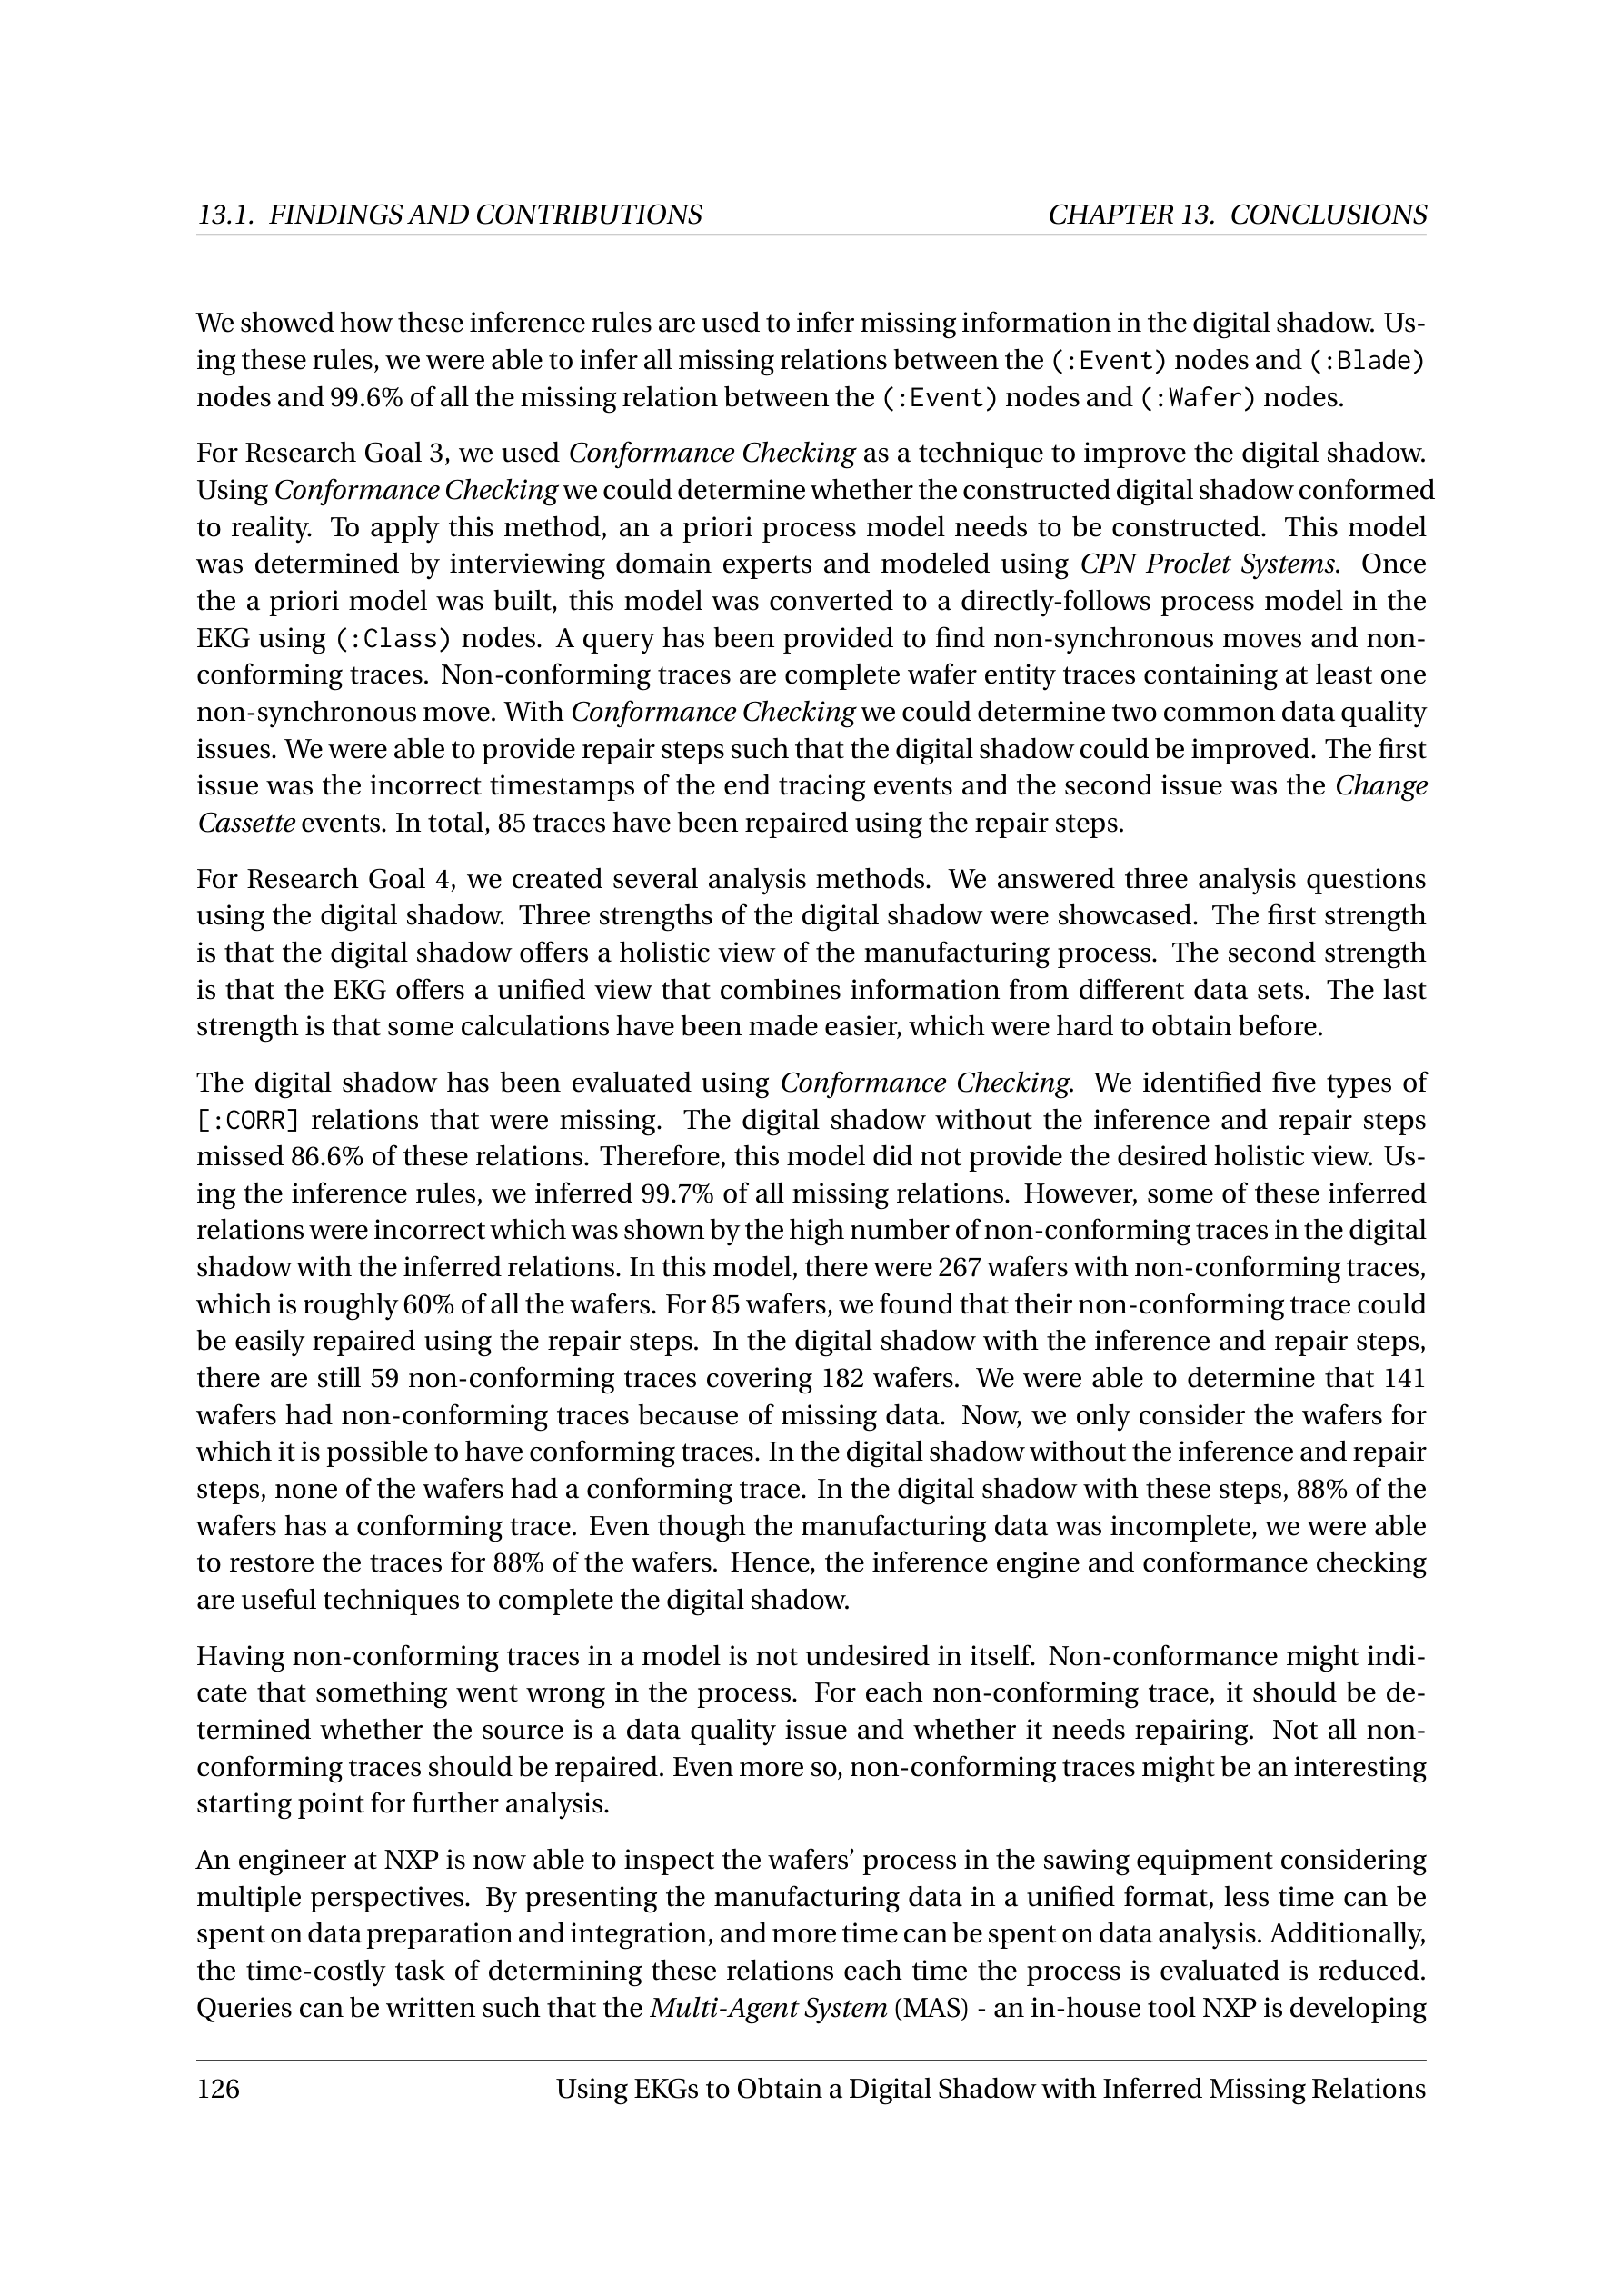 13.1. FINDINGS AND CONTRIBUTIONS CHAPTER 13. CONCLUSIONS
We showed how these inference rules are used to infer missing information in the digital shadow. Us-
ing these rules, we were able to infer all missing relations between the (:Event) nodes and (:Blade)
nodes and 99.6% of all the missing relation between the (:Event) nodes and (:Wafer) nodes.
For Research Goal 3, we used Conformance Checking as a technique to improve the digital shadow.
Using Conformance Checking we could determine whether the constructed digital shadow conformed
to reality. To apply this method, an a priori process model needs to be constructed. This model
was determined by interviewing domain experts and modeled using CPN Proclet Systems. Once
the a priori model was built, this model was converted to a directly-follows process model in the
EKG using (:Class) nodes. A query has been provided to find non-synchronous moves and non-
conforming traces. Non-conforming traces are complete wafer entity traces containing at least one
non-synchronous move. With Conformance Checking we could determine two common data quality
issues. We were able to provide repair steps such that the digital shadow could be improved. The first
issue was the incorrect timestamps of the end tracing events and the second issue was the Change
Cassette events. In total, 85 traces have been repaired using the repair steps.
For Research Goal 4, we created several analysis methods. We answered three analysis questions
using the digital shadow. Three strengths of the digital shadow were showcased. The first strength
is that the digital shadow offers a holistic view of the manufacturing process. The second strength
is that the EKG offers a unified view that combines information from different data sets. The last
strength is that some calculations have been made easier, which were hard to obtain before.
The digital shadow has been evaluated using Conformance Checking. We identified five types of
[:CORR] relations that were missing. The digital shadow without the inference and repair steps
missed 86.6% of these relations. Therefore, this model did not provide the desired holistic view. Us-
ing the inference rules, we inferred 99.7% of all missing relations. However, some of these inferred
relations were incorrect which was shown by the high number of non-conforming traces in the digital
shadow with the inferred relations. In this model, there were 267 wafers with non-conforming traces,
which is roughly 60% of all the wafers. For 85 wafers, we found that their non-conforming trace could
be easily repaired using the repair steps. In the digital shadow with the inference and repair steps,
there are still 59 non-conforming traces covering 182 wafers. We were able to determine that 141
wafers had non-conforming traces because of missing data. Now, we only consider the wafers for
which it is possible to have conforming traces. In the digital shadow without the inference and repair
steps, none of the wafers had a conforming trace. In the digital shadow with these steps, 88% of the
wafers has a conforming trace. Even though the manufacturing data was incomplete, we were able
to restore the traces for 88% of the wafers. Hence, the inference engine and conformance checking
are useful techniques to complete the digital shadow.
Having non-conforming traces in a model is not undesired in itself. Non-conformance might indi-
cate that something went wrong in the process. For each non-conforming trace, it should be de-
termined whether the source is a data quality issue and whether it needs repairing. Not all non-
conforming traces should be repaired. Even more so, non-conforming traces might be an interesting
starting point for further analysis.
An engineer at NXP is now able to inspect the wafers’ process in the sawing equipment considering
multiple perspectives. By presenting the manufacturing data in a unified format, less time can be
spent on data preparation and integration, and more time can be spent on data analysis. Additionally,
the time-costly task of determining these relations each time the process is evaluated is reduced.
Queries can be written such that the Multi-Agent System (MAS) - an in-house tool NXP is developing
126 Using EKGs to Obtain a Digital Shadow with Inferred Missing Relations